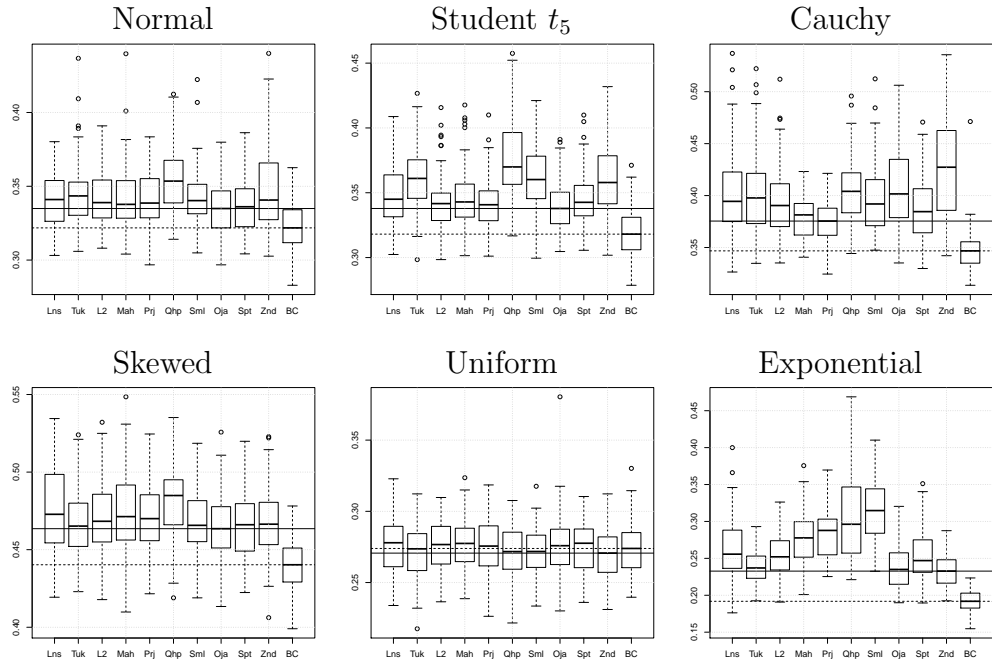 Normal
Student t5
Cauchy
0.40
0.35
0.30
Lns Tuk L2 Mah Prj Qhp Sml Oja Spt Znd BC
0.45
0.40
0.35
0.30
Lns Tuk L2 Mah Prj Qhp Sml Oja Spt Znd BC
0.50
0.45
0.40
0.35
Lns Tuk L2 Mah Prj Qhp Sml Oja Spt Znd BC
Skewed
Uniform
Exponential
0.55
0.50
0.45
0.40
Lns Tuk L2 Mah Prj Qhp Sml Oja Spt Znd BC
0.35
0.30
0.25
Lns Tuk L2 Mah Prj Qhp Sml Oja Spt Znd BC
0.45
0.40
0.35
0.30
0.25
0.20
0.15
Lns Tuk L2 Mah Prj Qhp Sml Oja Spt Znd BC